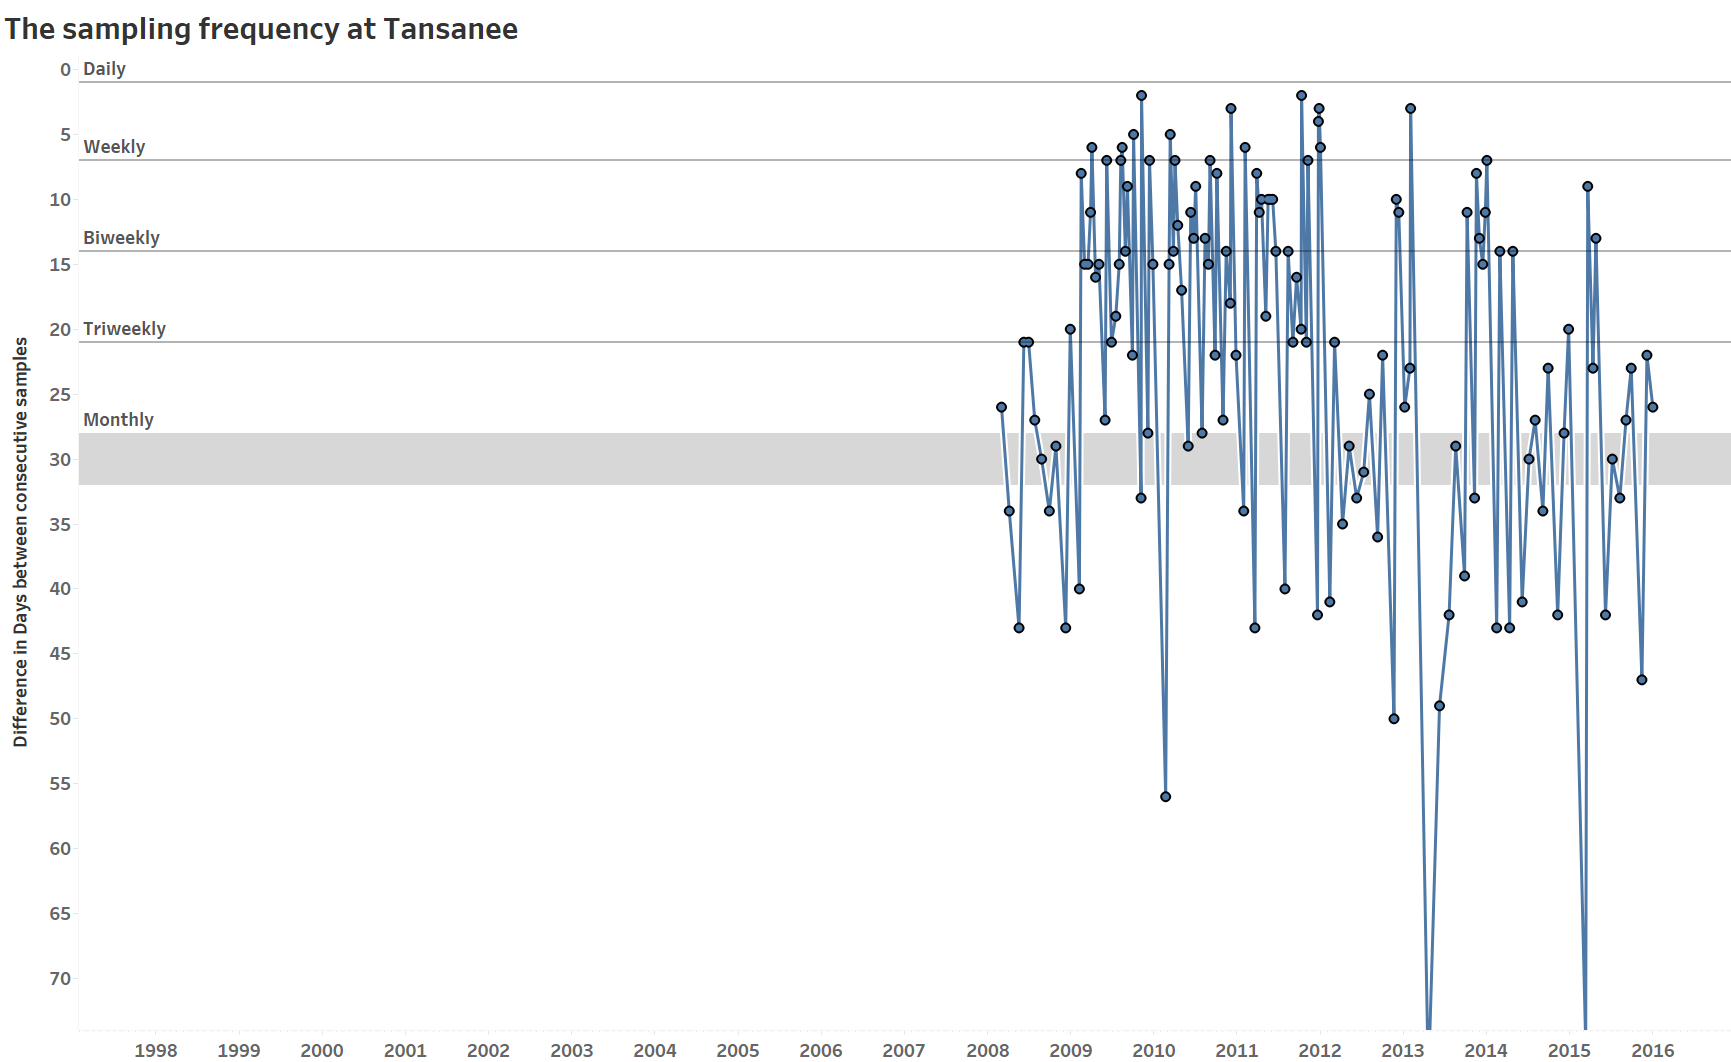 The sampling frequency at Tansanee
Difference in Days between consecutive samples
0
5
10
15
20
25
30
35
40
45
50
55
60
65
70
Daily
Weekly
Biweekly
Triweekly
Monthly
1998 1999 2000 2001 2002 2003 2004 2005 2006 2007 2008 2009 2010 2011 2012 2013 2014 2015 2016